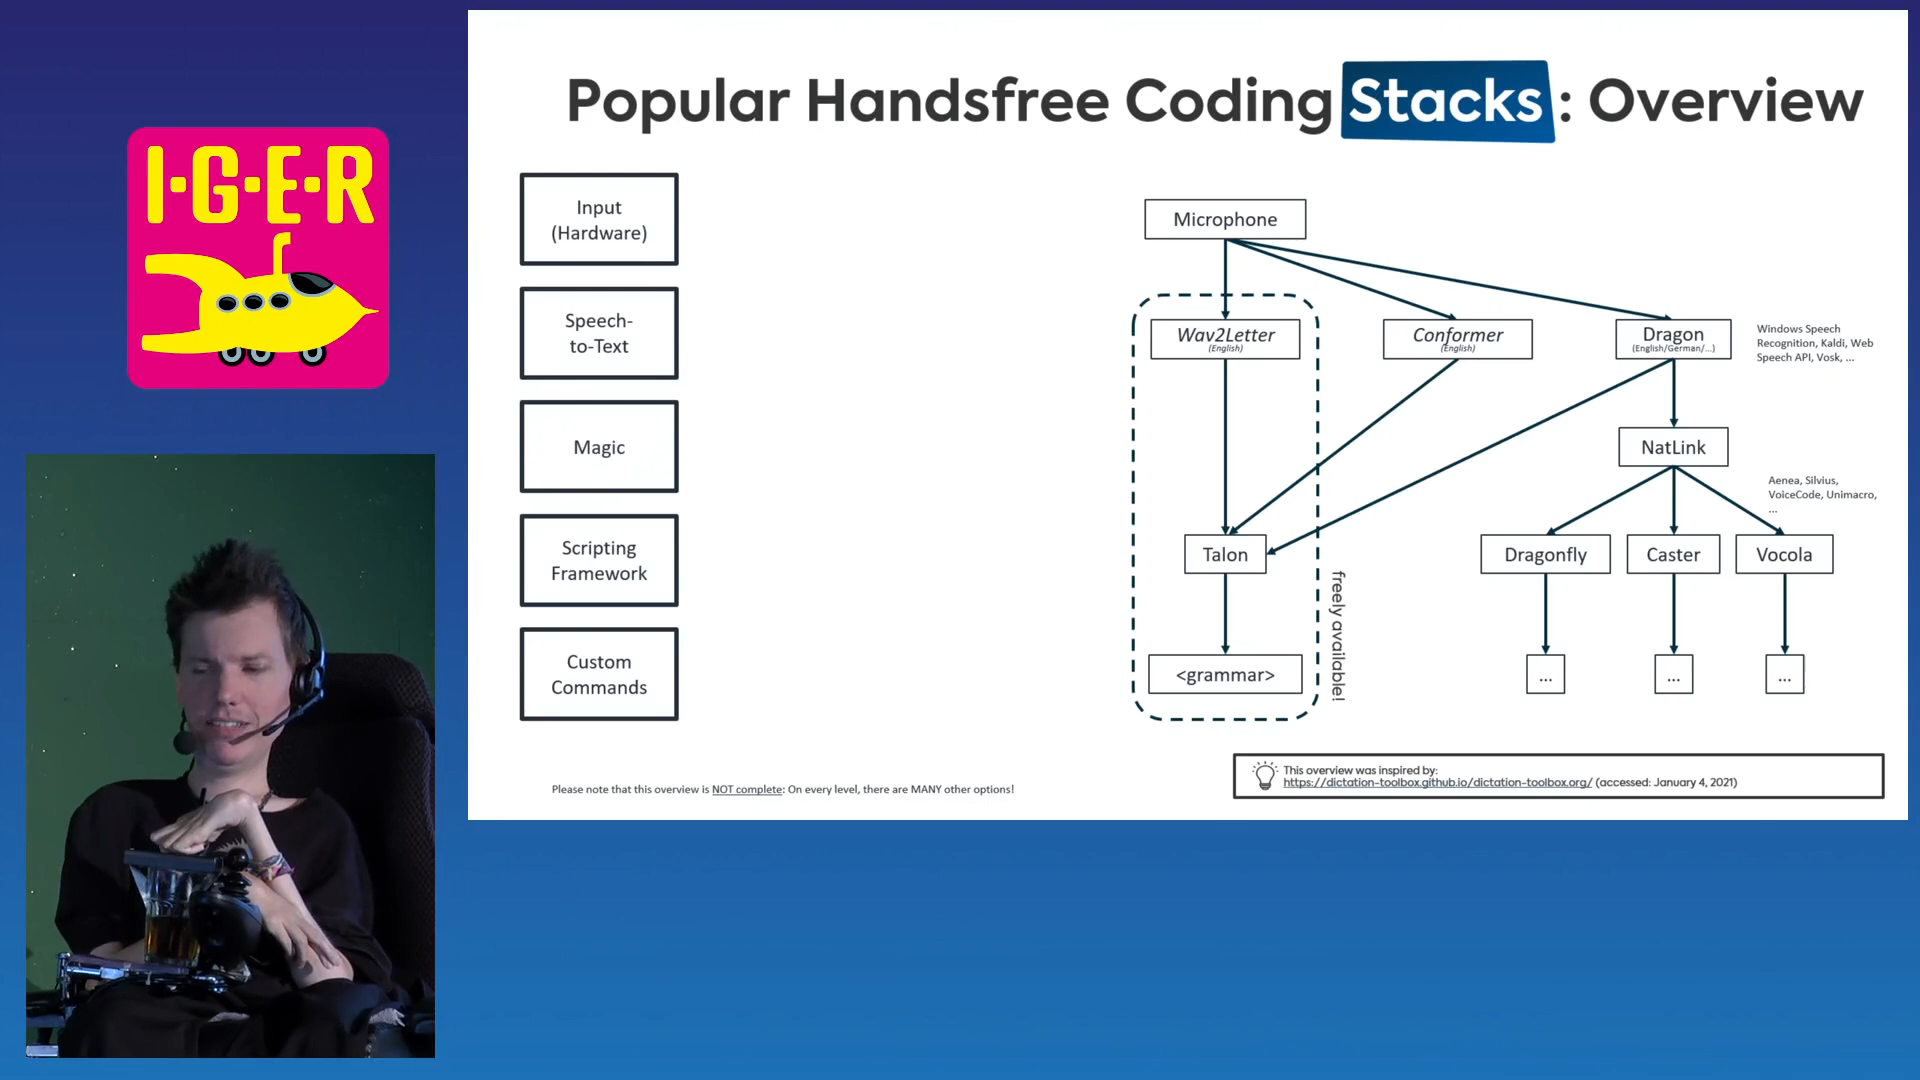 I·G·E·R
Popular Handsfree Coding Stacks: Overview
Input
(Hardware)
Speech-
to-Text
Magic
Scripting
Framework
Custom
Commands
Microphone
Wav2Letter
(English)
Conformer
(English)
Dragon
(English/German/...)
Windows Speech
Recognition, Kaldi, Web
Speech API, Vosk, ...
NatLink
Aenea, Silvius,
VoiceCode, Unimacro,
...
Talon
Dragonfly
Caster
Vocola
freely available!
<grammar>
...
...
...
Please note that this overview is NOT complete: On every level, there are MANY other options!
This overview was inspired by:
https://dictation-toolbox.github.io/dictation-toolbox.org/ (accessed: January 4, 2021)